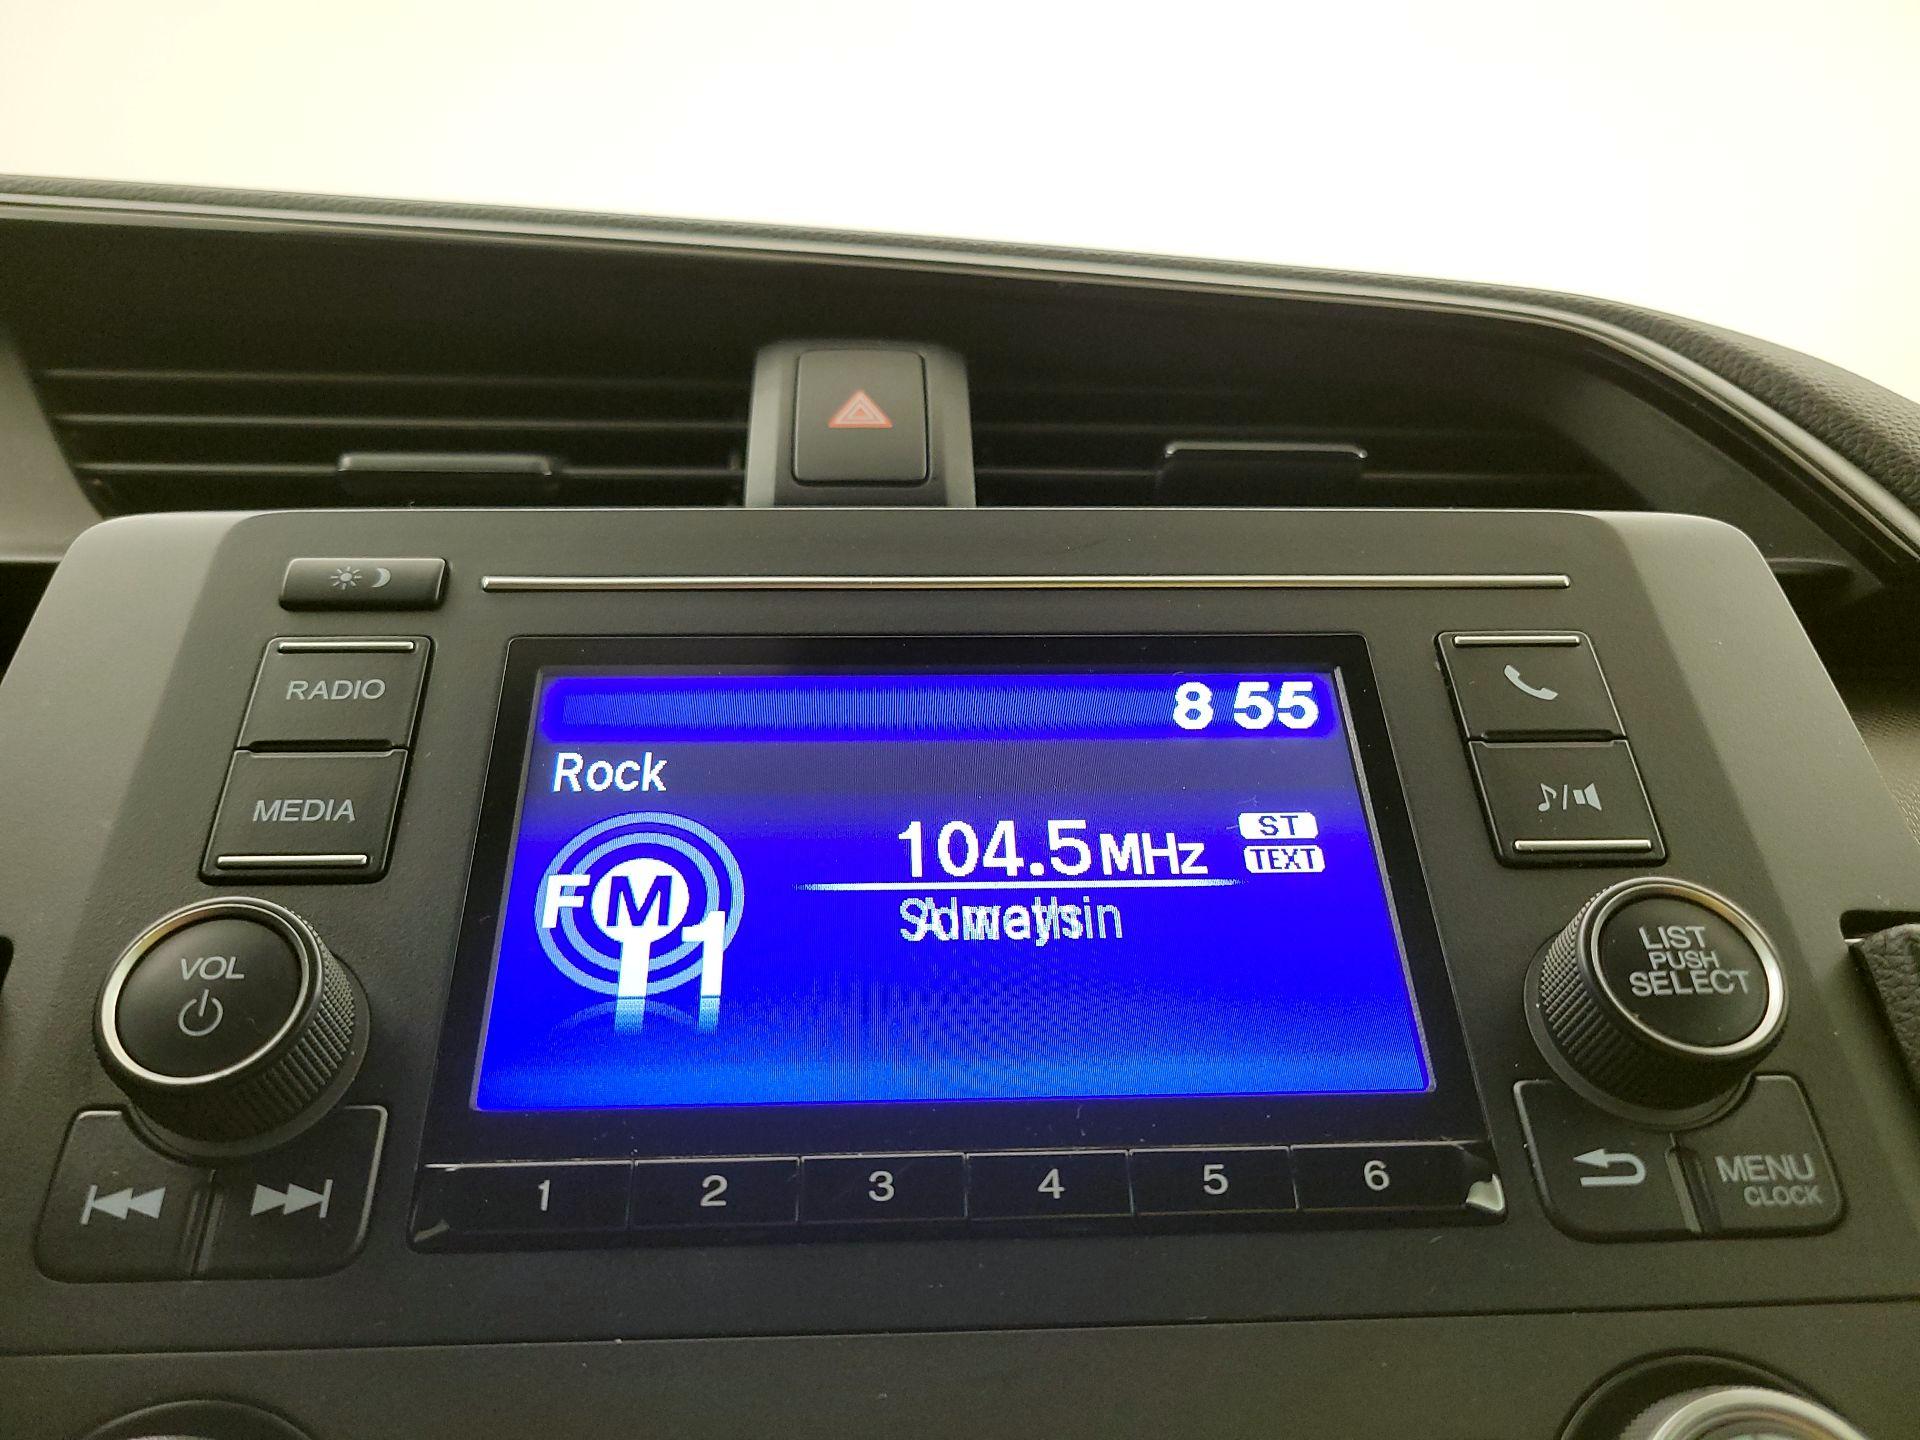 RADIO
MEDIA
VOL
8 55
Rock
FM 1
104.5MHz
ST
TEXT
Always
LIST
PUSH
SELECT
MENU
CLOCK
1 2 3 4 5 6